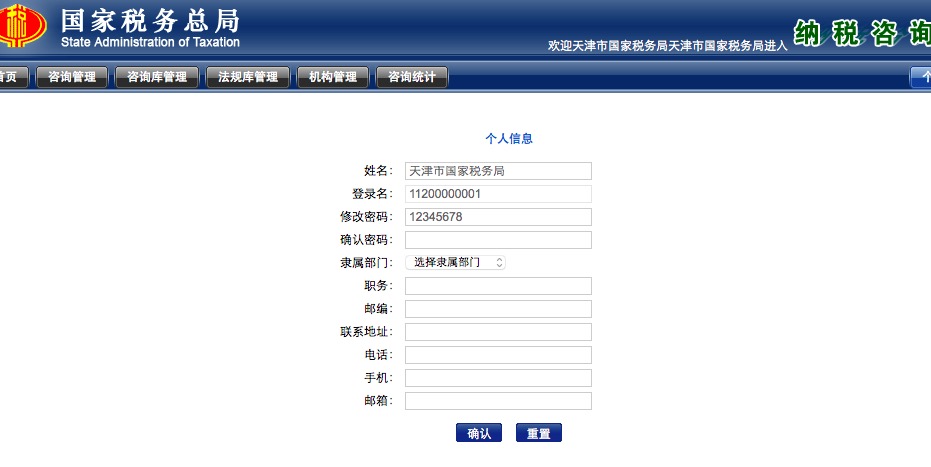 国家税务总局
State Administration of Taxation
欢迎天津市国家税务局天津市国家税务局进入
纳税咨询
首页 咨询管理 咨询库管理 法规库管理 机构管理 咨询统计 个
个人信息
姓名: 天津市国家税务局
登录名: 11200000001
修改密码: 12345678
确认密码:
隶属部门: 选择隶属部门
职务:
邮编:
联系地址:
电话:
手机:
邮箱:
确认 重置